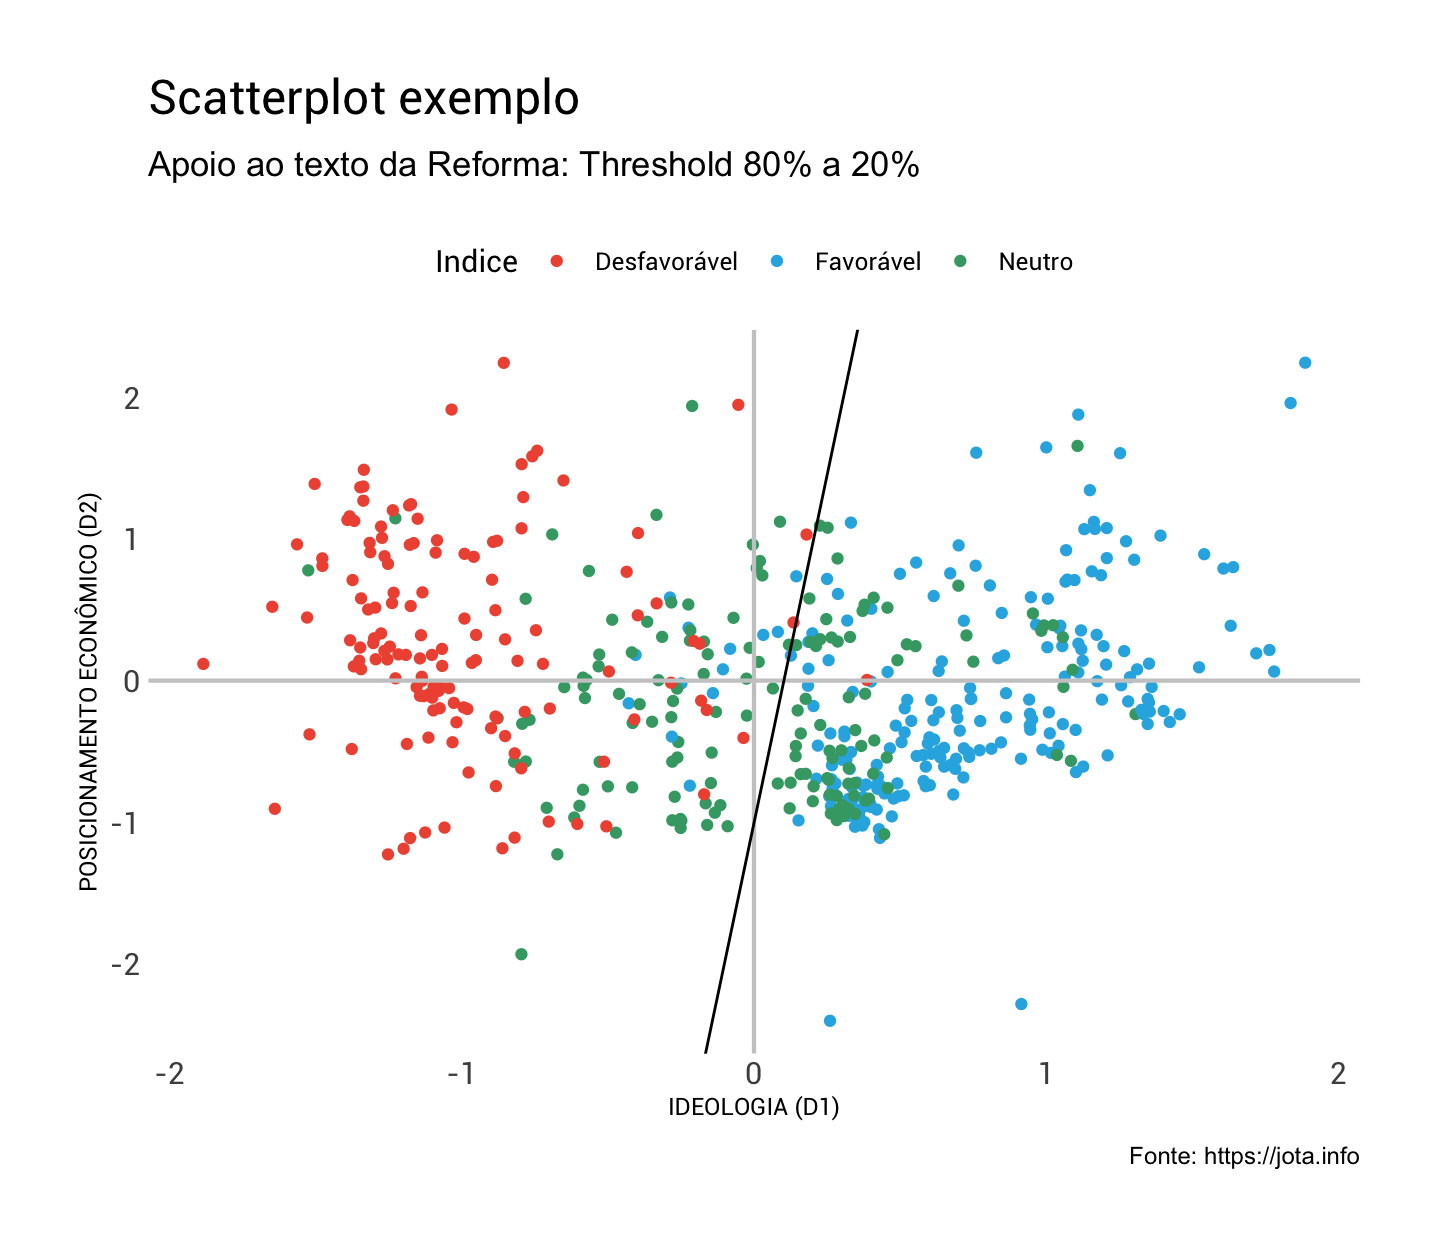 Scatterplot exemplo
Apoio ao texto da Reforma: Threshold 80% a 20%
Indice Desfavorável Favorável Neutro
POSICIONAMENTO ECONÔMICO (D2)
2
1
0
-1
-2
-2 -1 0 1 2
IDEOLOGIA (D1)
Fonte: https://jota.info